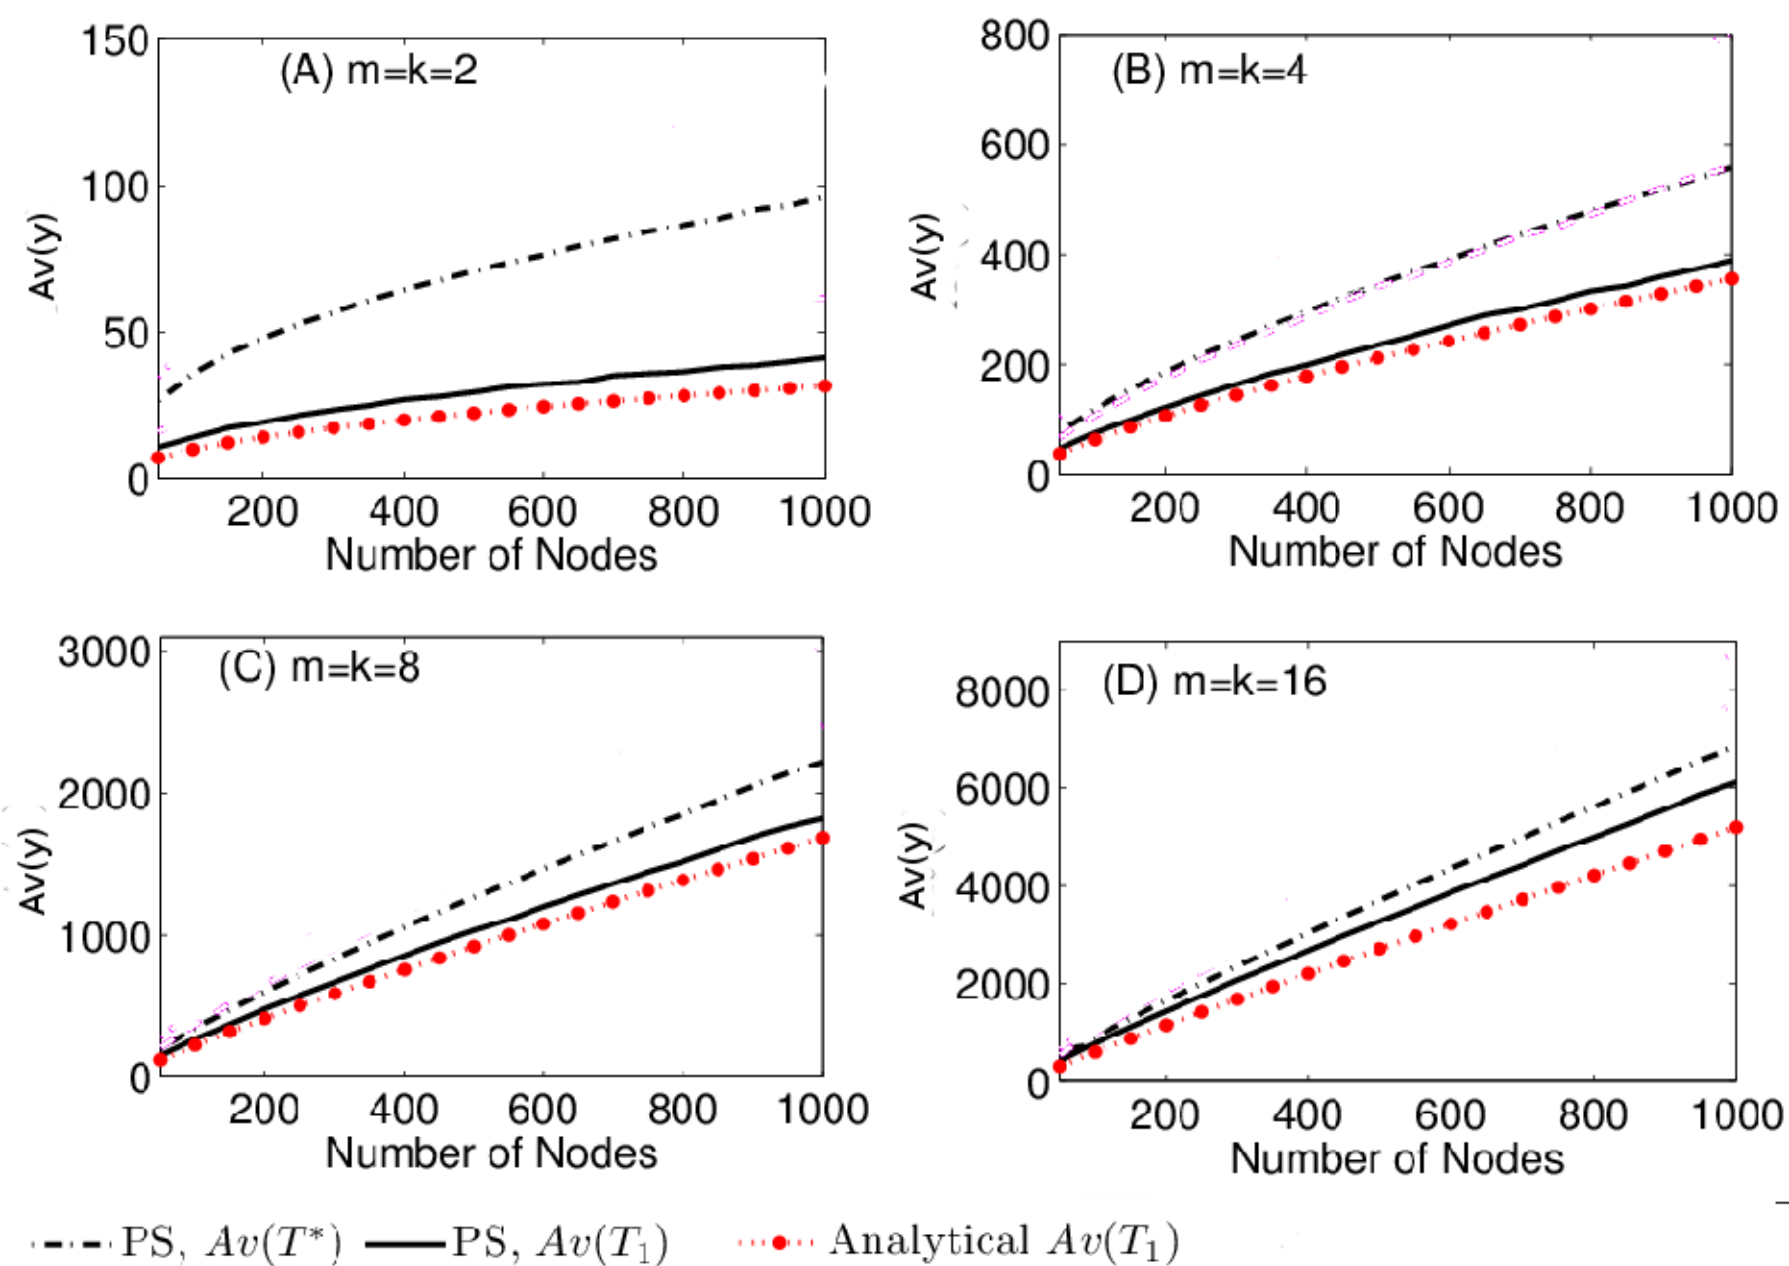 (A) m=k=2
150
100
50
0
Av(y)
200 400 600 800 1000
Number of Nodes
(B) m=k=4
800
600
400
200
0
Av(y)
200 400 600 800 1000
Number of Nodes
(C) m=k=8
3000
2000
1000
0
Av(y)
200 400 600 800 1000
Number of Nodes
(D) m=k=16
8000
6000
4000
2000
0
Av(y)
200 400 600 800 1000
Number of Nodes
PS, Av(T*) PS, Av(T₁) Analytical Av(T₁)